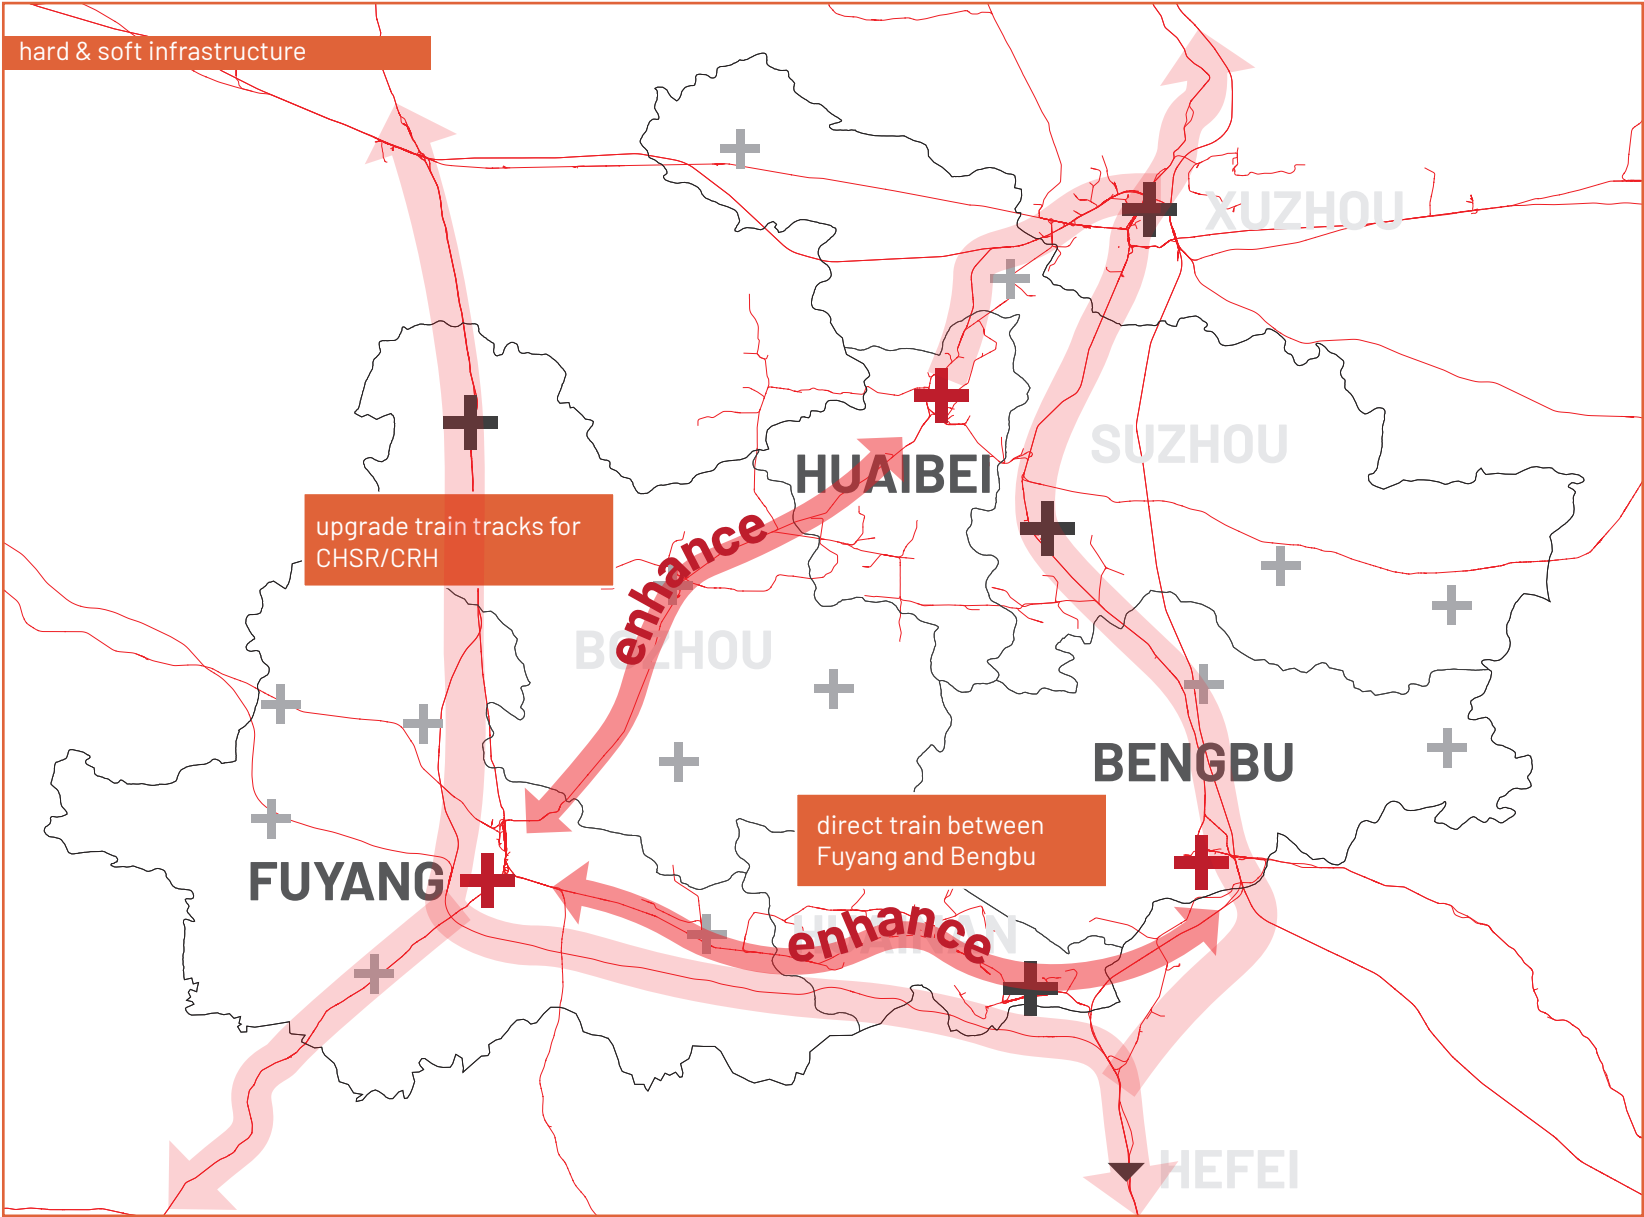 hard & soft infrastructure
XUZHOU
SUZHOU
HUAIBEI
enhance
upgrade train tracks for
CHSR/CRH
BOZHOU
BENGBU
direct train between
Fuyang and Bengbu
FUYANG
HUAINAN
enhance
HEFEI